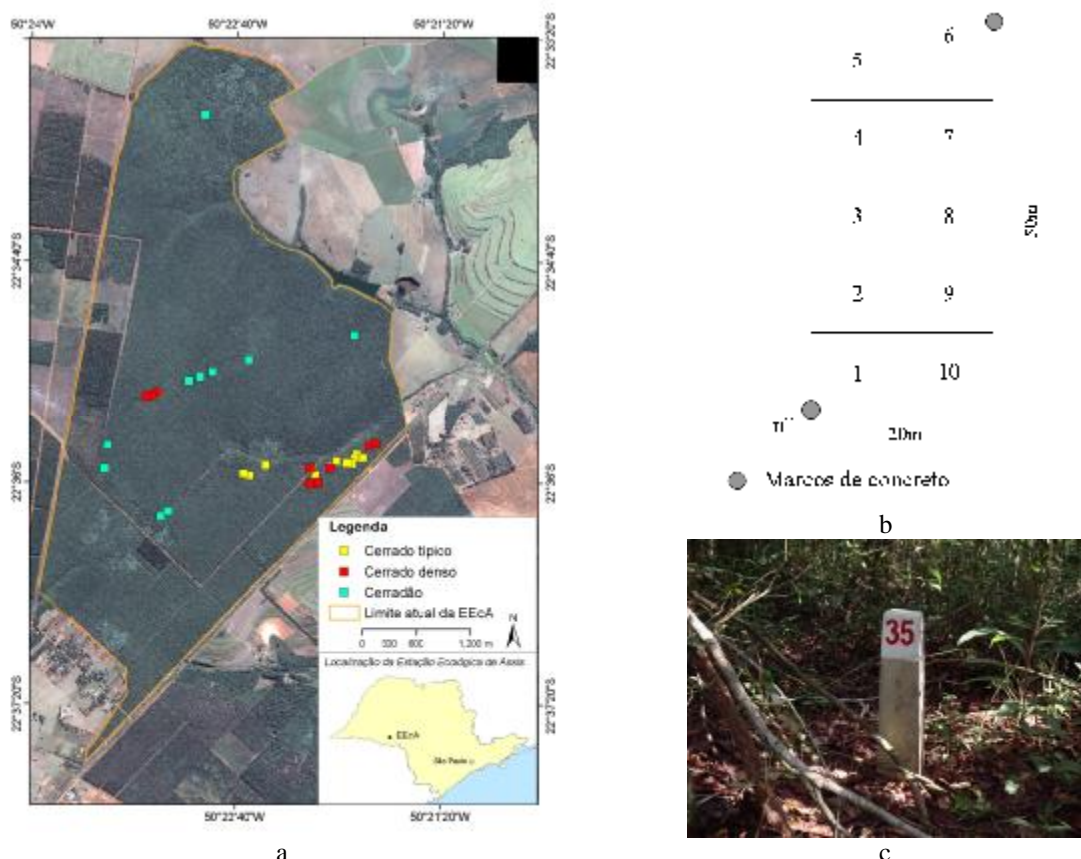 50°24'W 50°22'40"W 50°21'20"W
22°33'20"S
22°34'40"S 22°34'40"S
22°36'S 22°36'S
22°37'20"S
Legenda
Cerrado típico
Cerrado denso
Cerradão
Limite atual da EEcA
N
0 300 600 1,200 m
Localização da Estação Ecológica de Assis
EEcA
São Paulo
50°22'40"W 50°21'20"W
a
6
5
4 7
3 8
50m
2 9
1 10
nº
20m
Marcos de concreto
b
35
c